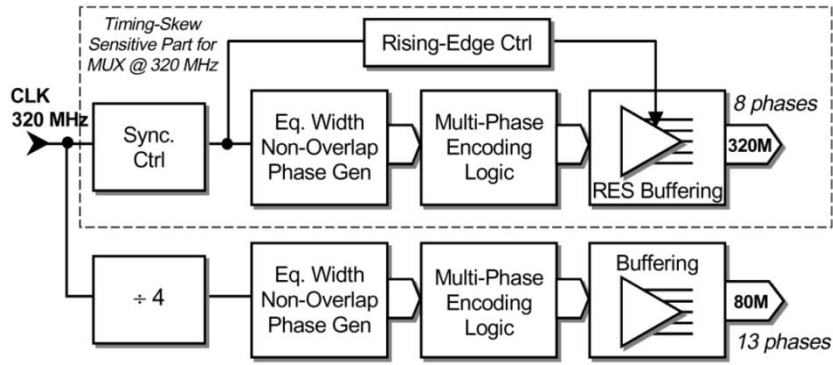 Timing-Skew
Sensitive Part for
MUX @ 320 MHz
Rising-Edge Ctrl
CLK
320 MHz
Sync.
Ctrl
Eq. Width
Non-Overlap
Phase Gen
Multi-Phase
Encoding
Logic
RES Buffering
8 phases
320M
÷ 4
Eq. Width
Non-Overlap
Phase Gen
Multi-Phase
Encoding
Logic
Buffering
80M
13 phases